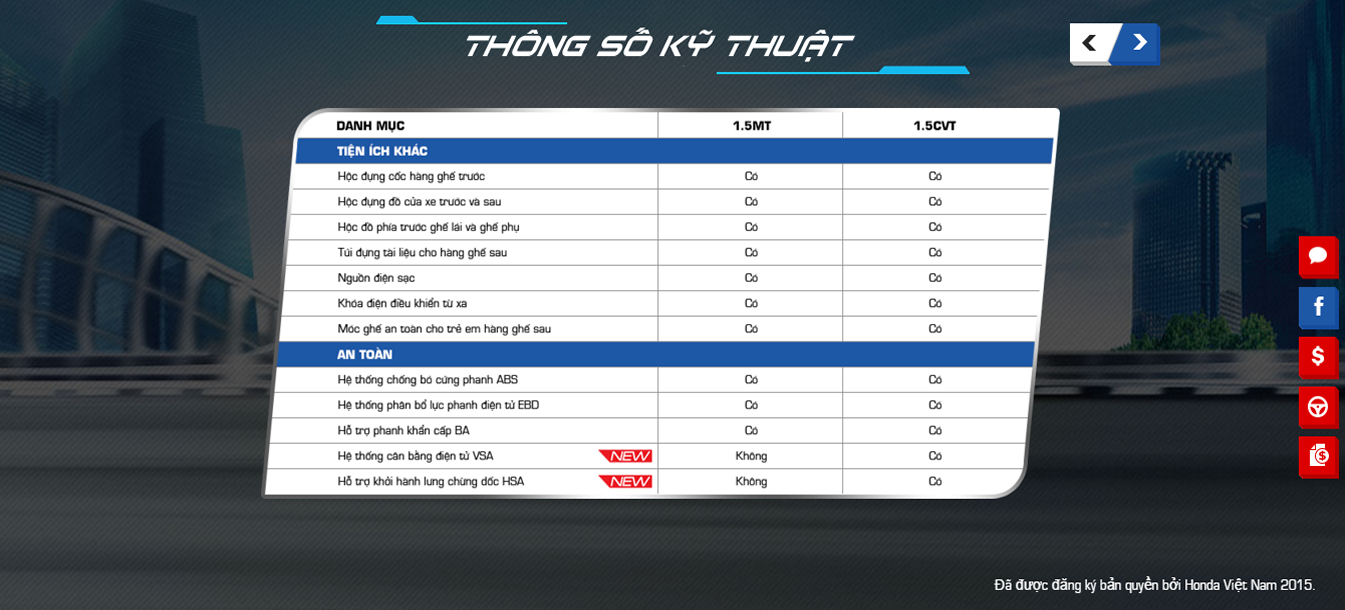 THÔNG SỐ KỸ THUẬT
DANH MỤC 1.5MT 1.5CVT
TIỆN ÍCH KHÁC
Hộc đựng cốc hàng ghế trước Có Có
Hộc đựng đồ của xe trước và sau Có Có
Hộc đồ phía trước ghế lái và ghế phụ Có Có
Túi đựng tài liệu cho hàng ghế sau Có Có
Nguồn điện sạc Có Có
Khóa điện điều khiển từ xa Có Có
Móc ghế an toàn cho trẻ em hàng ghế sau Có Có
AN TOÀN
Hệ thống chống bó cứng phanh ABS Có Có
Hệ thống phân bổ lực phanh điện tử EBD Có Có
Hỗ trợ phanh khẩn cấp BA Có Có
Hệ thống cân bằng điện tử VSA NEW Không Có
Hỗ trợ khởi hành lưng chừng dốc HSA NEW Không Có
Đã được đăng ký bản quyền bởi Honda Việt Nam 2015.